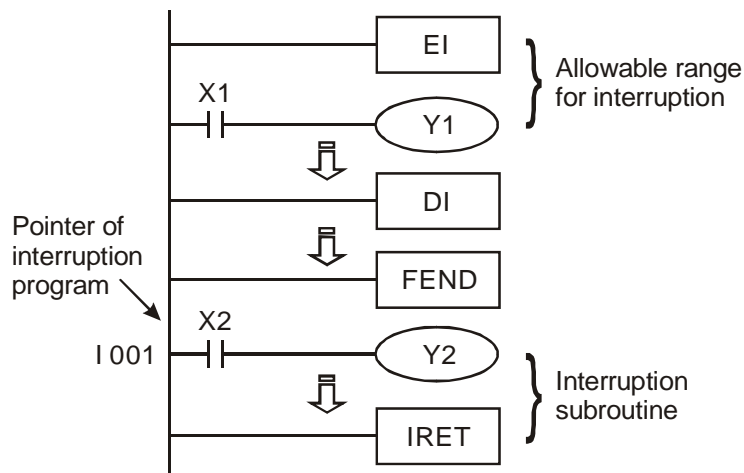 EI
Allowable range
for interruption
X1
Y1
DI
Pointer of
interruption
program
FEND
X2
I 001
Y2
Interruption
subroutine
IRET